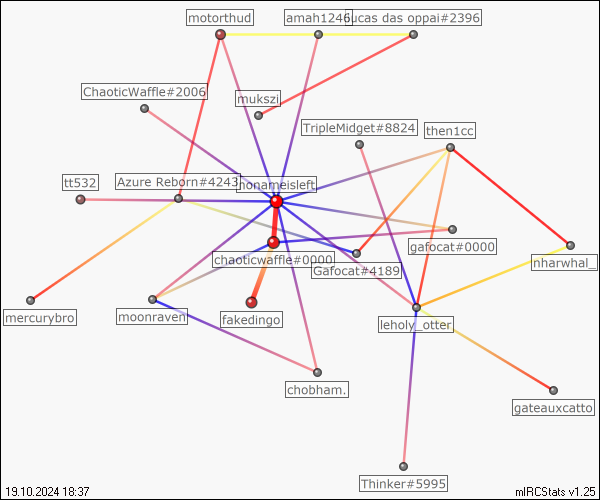 motorthud
amah1246
lucas das oppai#2396
ChaoticWaffle#2006
mukszi
TripleMidget#8824
then1cc
tt532
Azure Reborn#4243
nonameisleft
gafocat#0000
chaoticwaffle#0000
Gafocat#4189
nharwhal_
mercurybro
moonraven
fakedingo
leholy_otter
chobham.
gateauxcatto
Thinker#5995
19.10.2024 18:37
mIRCStats v1.25